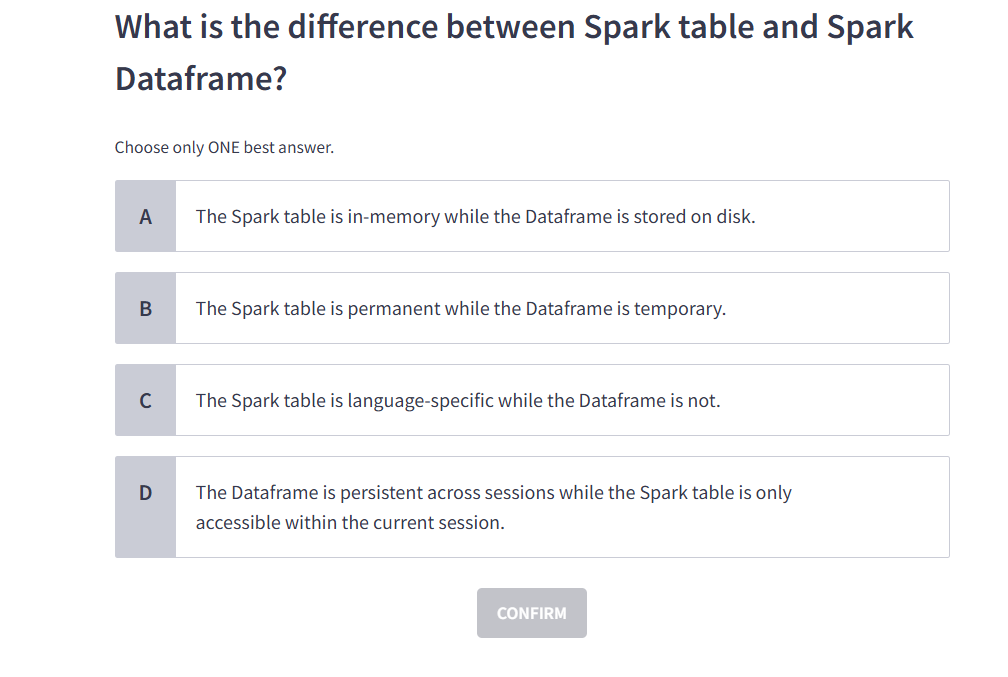 What is the difference between Spark table and Spark
Dataframe?
Choose only ONE best answer.
A
The Spark table is in-memory while the Dataframe is stored on disk.
B
The Spark table is permanent while the Dataframe is temporary.
C
The Spark table is language-specific while the Dataframe is not.
D
The Dataframe is persistent across sessions while the Spark table is only
accessible within the current session.
CONFIRM